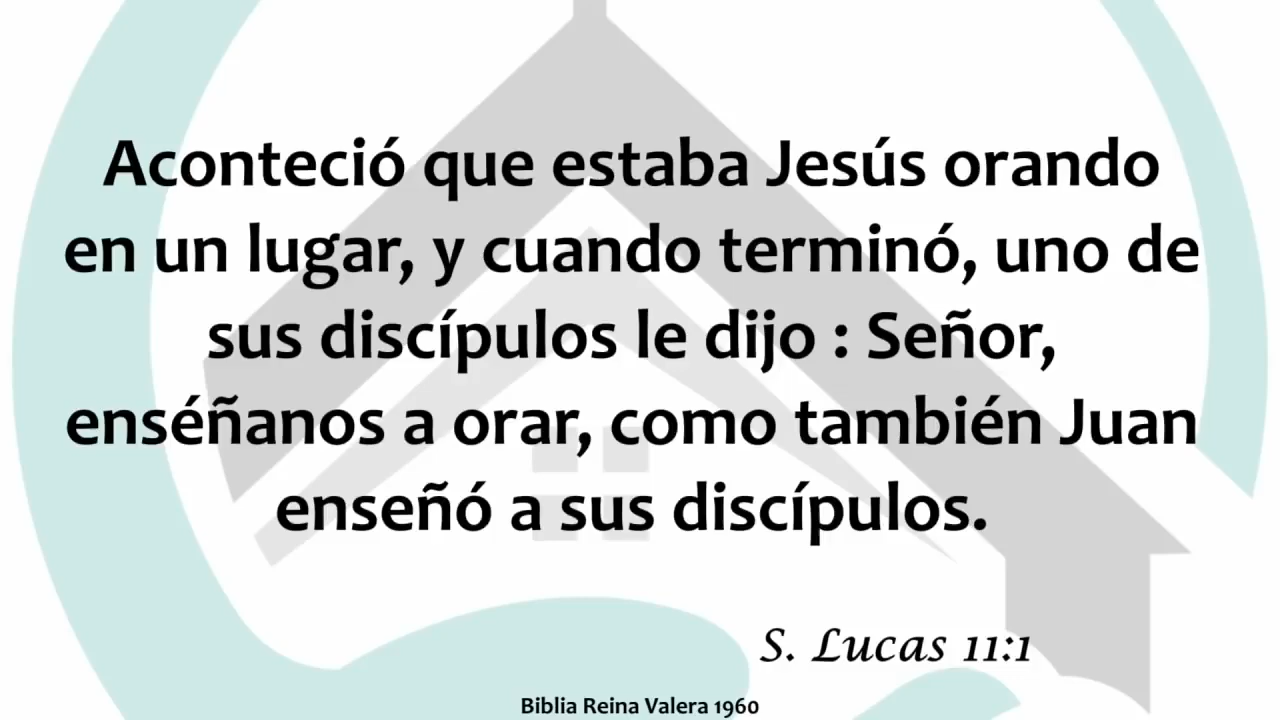 Aconteció que estaba Jesús orando
en un lugar, y cuando terminó, uno de
sus discípulos le dijo : Señor,
enséñanos a orar, como también Juan
enseñó a sus discípulos.
S. Lucas 11:1
Biblia Reina Valera 1960